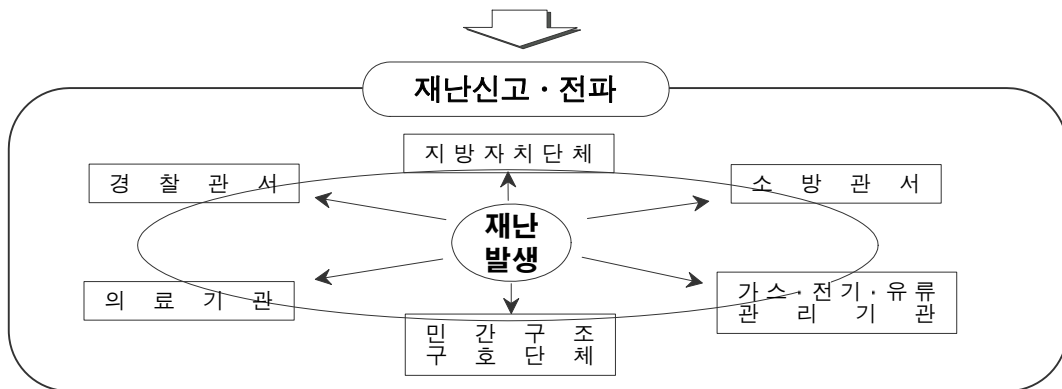 재난신고 · 전파
지방자치단체
경찰관서
소방관서
재난
발생
의료기관
가스·전기·유류
관리기관
민간구조
구호단체